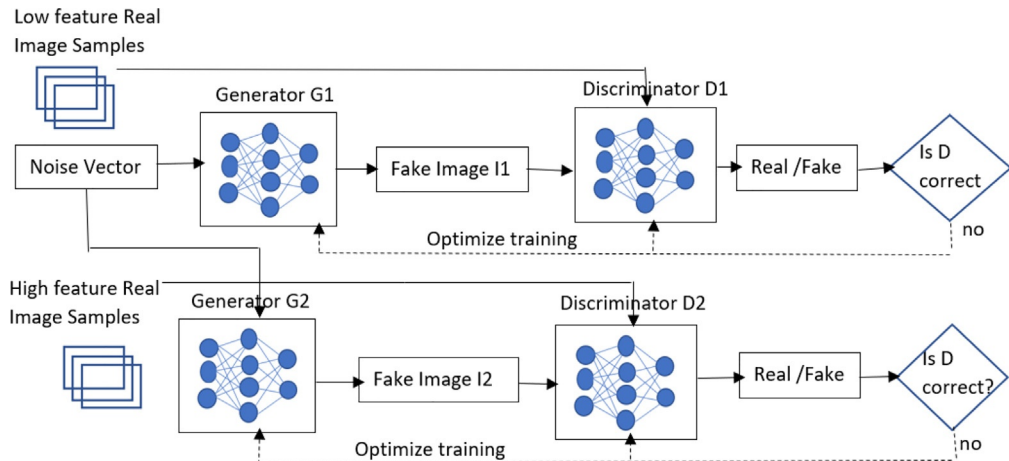 Low feature Real
Image Samples
Generator G1
Discriminator D1
Noise Vector
Fake Image I1
Real /Fake
Is D
correct
Optimize training
no
High feature Real
Image Samples
Generator G2
Discriminator D2
Fake Image I2
Real /Fake
Is D
correct?
Optimize training
no